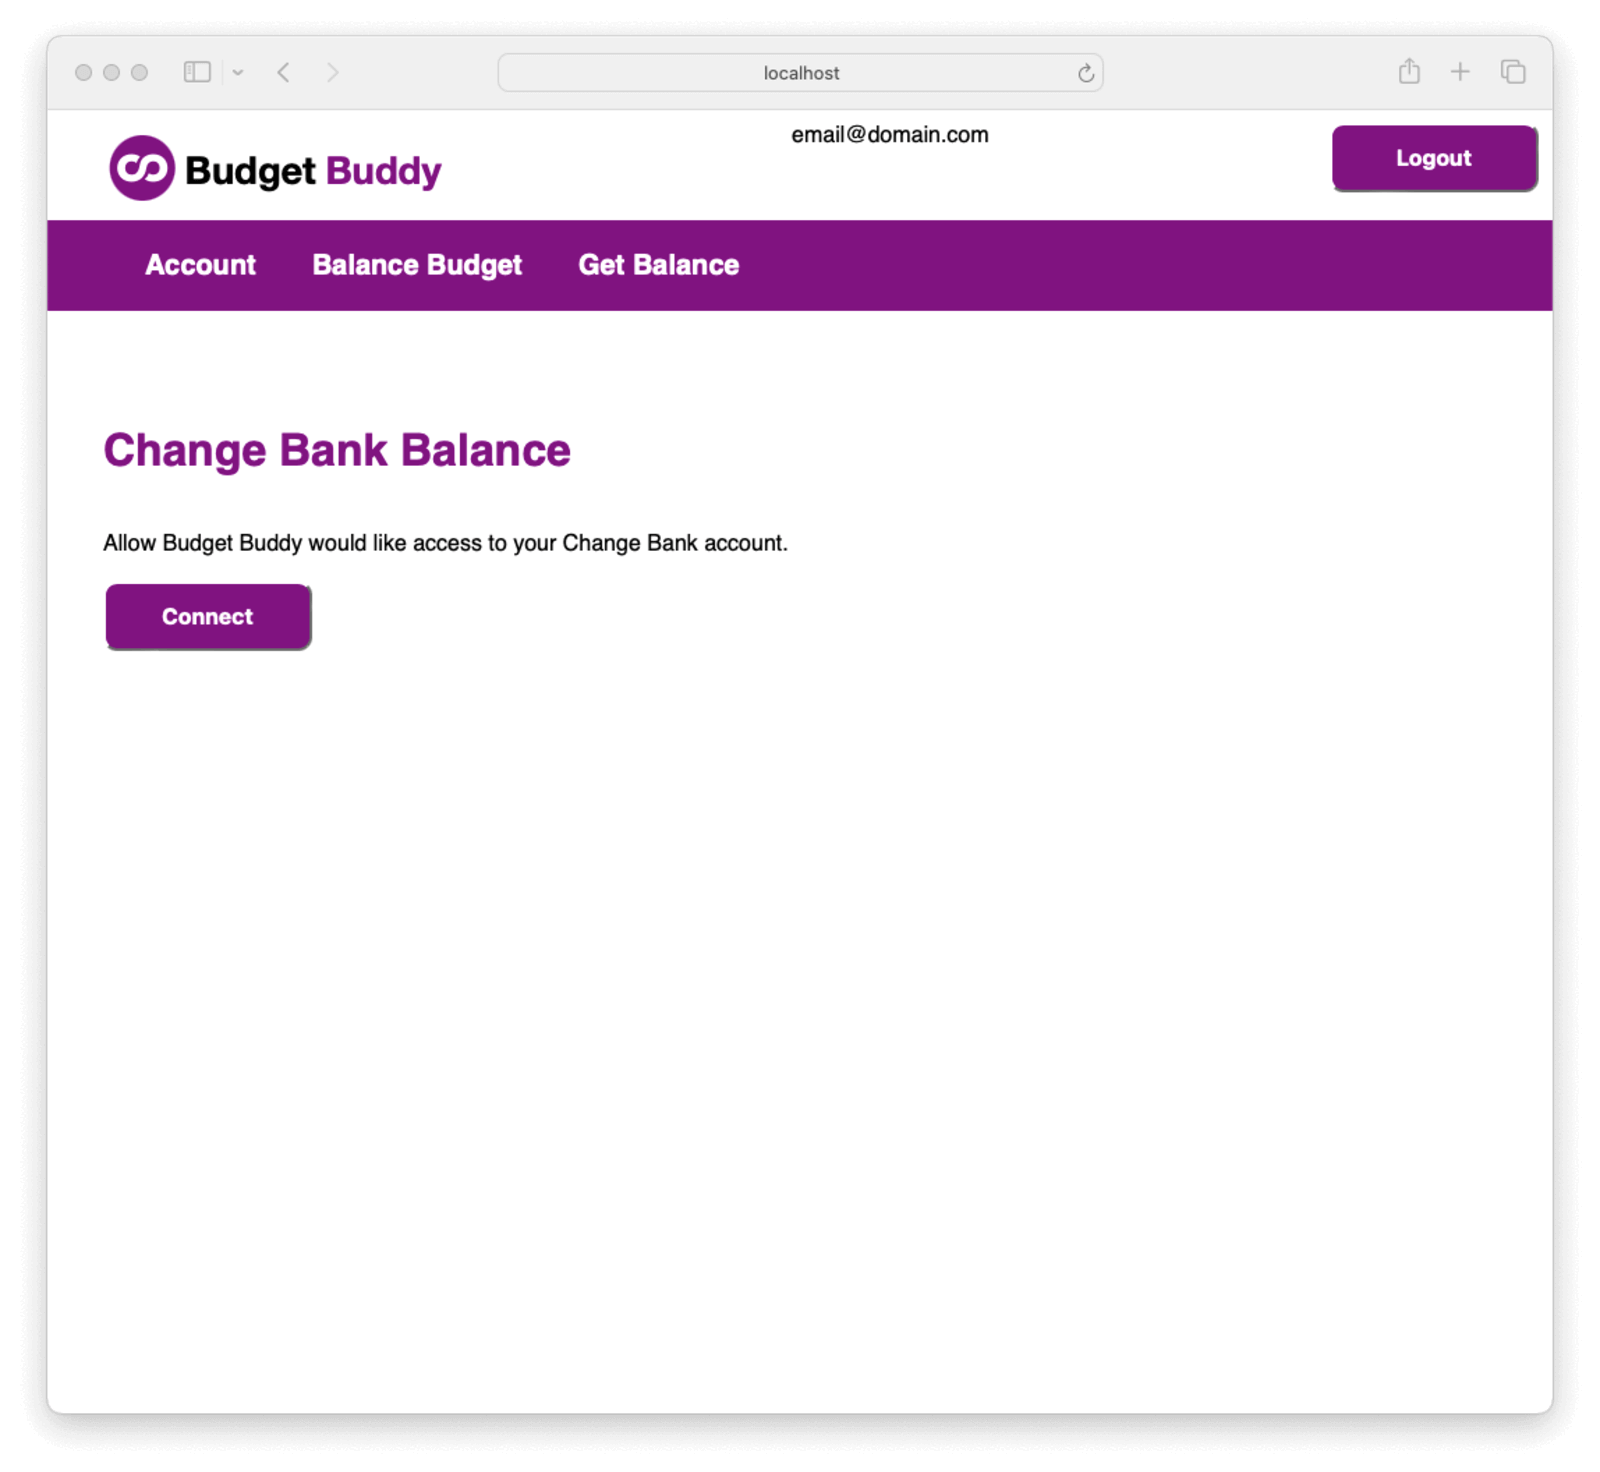 localhost
email@domain.com
Logout
Budget Buddy
Account Balance Budget Get Balance
Change Bank Balance
Allow Budget Buddy would like access to your Change Bank account.
Connect